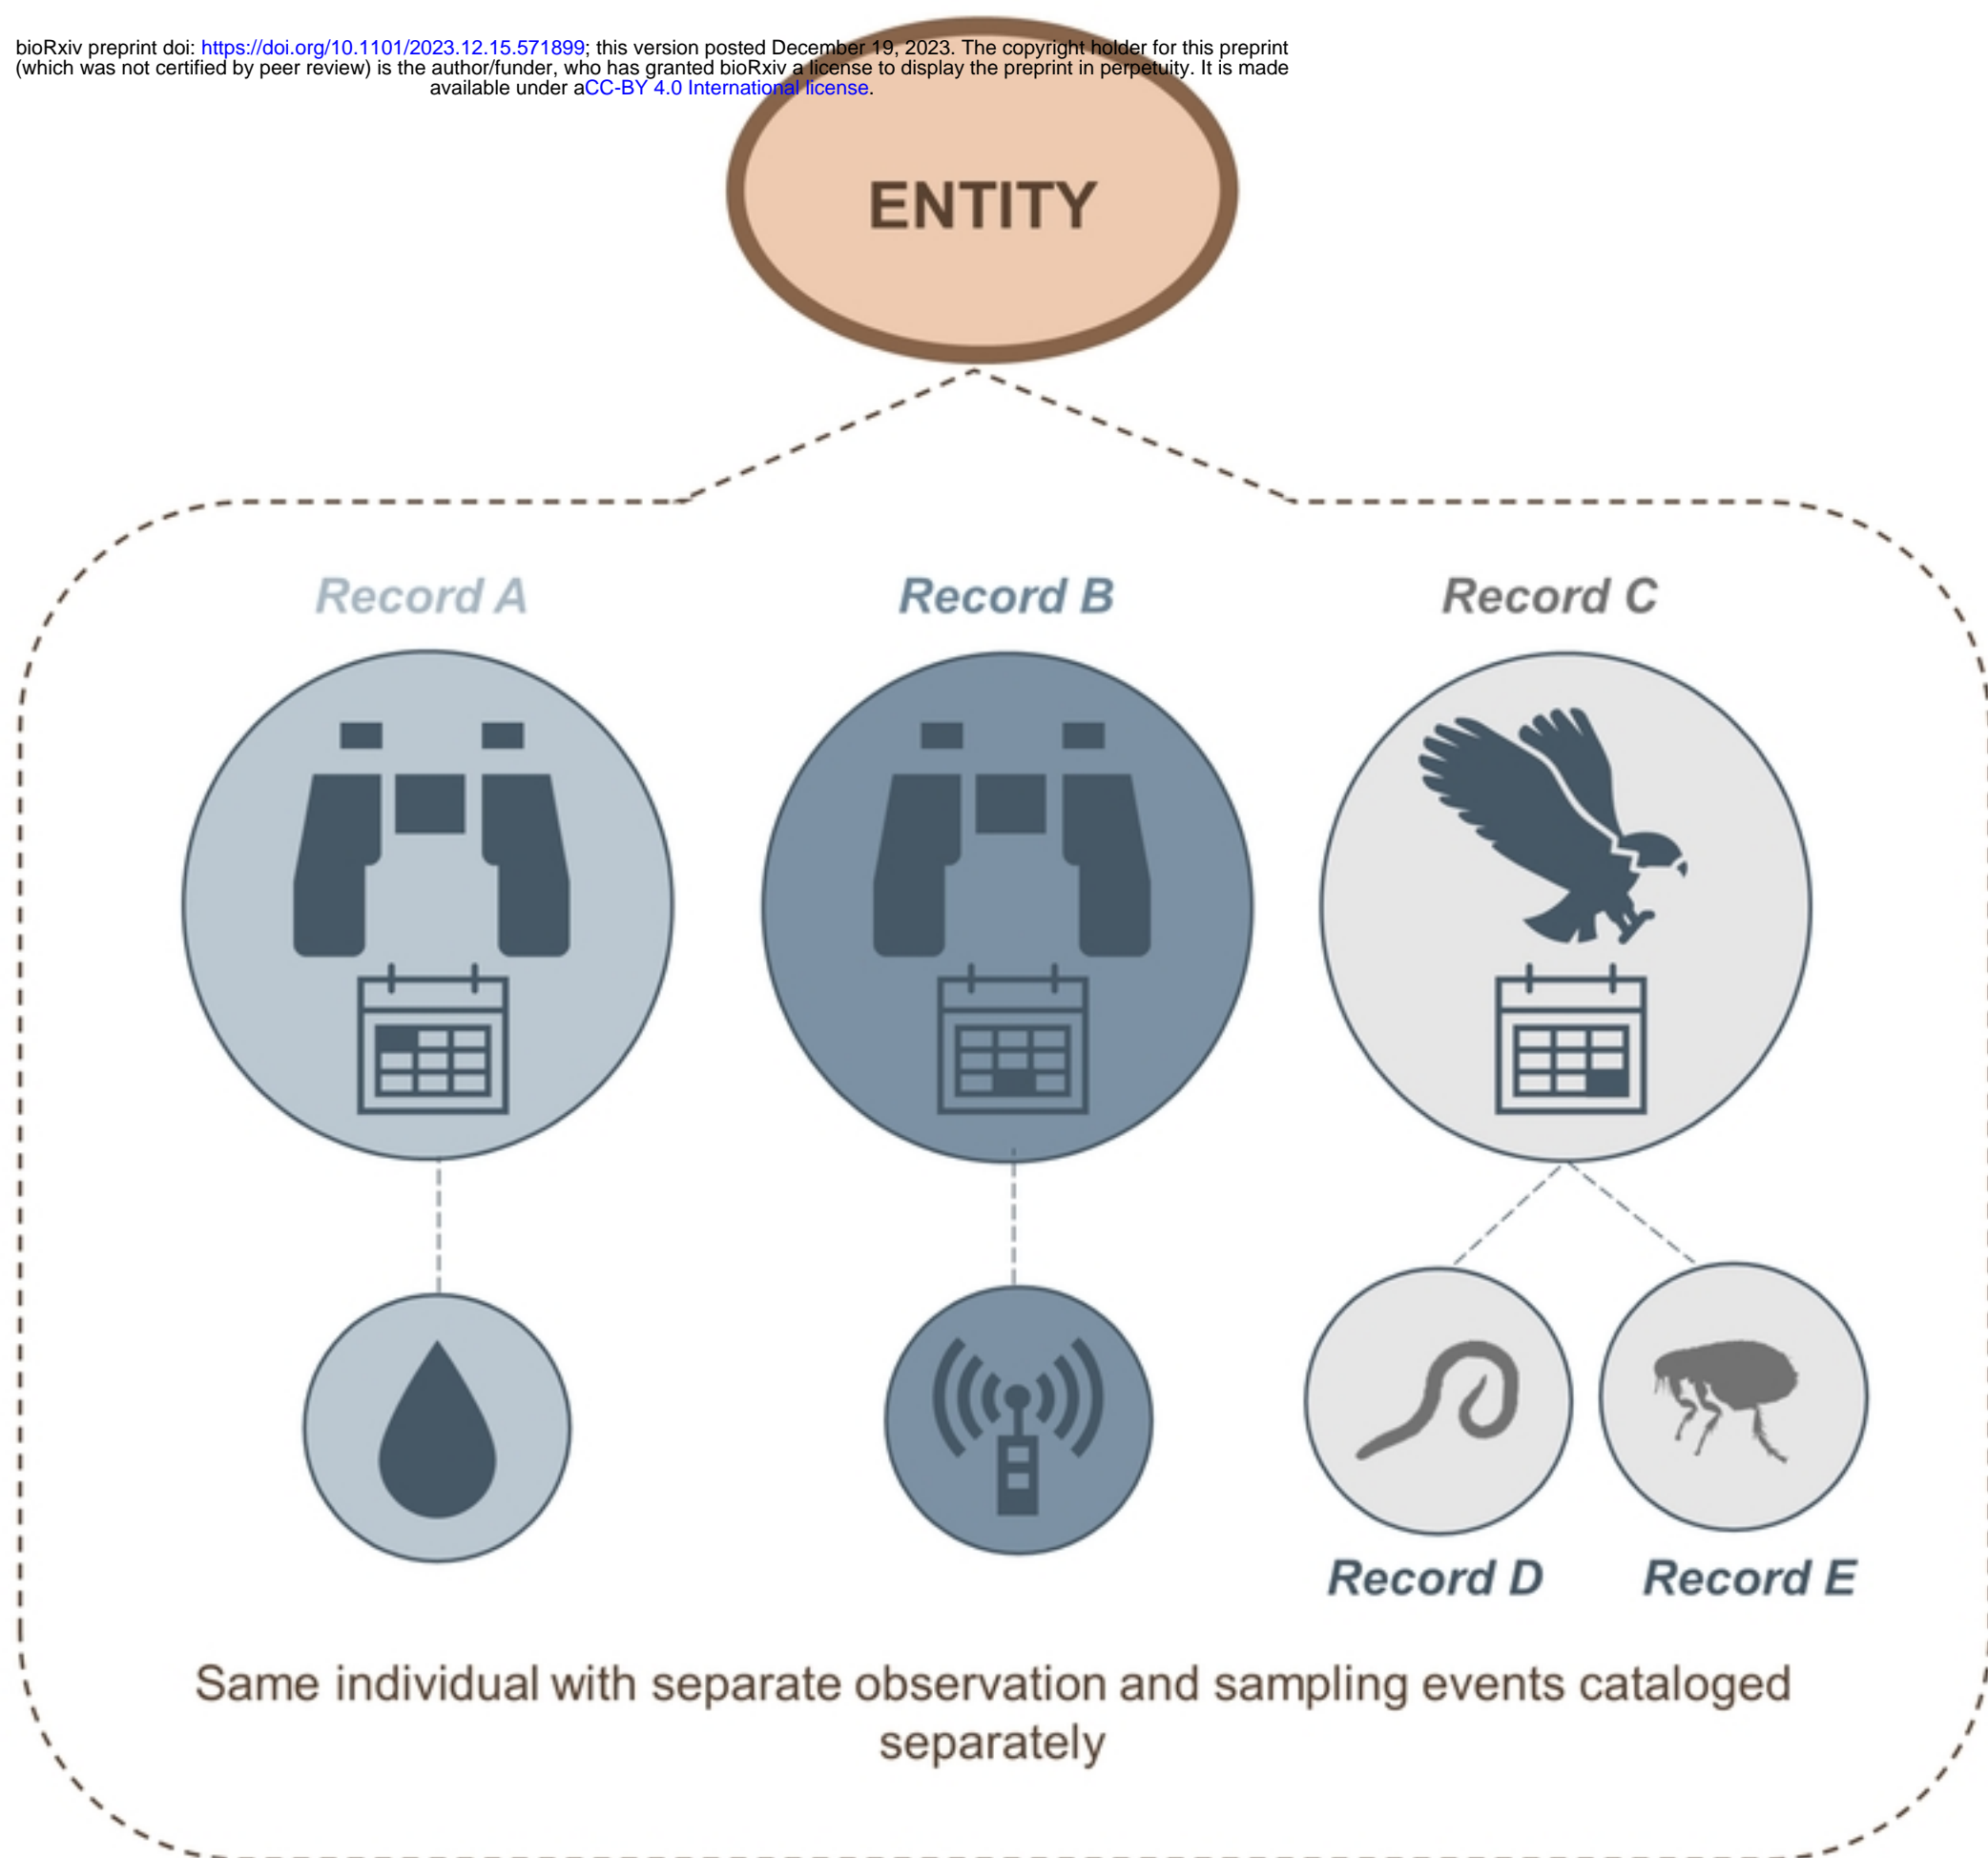 bioRxiv preprint doi: https://doi.org/10.1101/2023.12.15.571899; this version posted December 19, 2023. The copyright holder for this preprint
(which was not certified by peer review) is the author/funder, who has granted bioRxiv a license to display the preprint in perpetuity. It is made
available under aCC-BY 4.0 International license.
ENTITY
Record A
Record B
Record C
Record D
Record E
Same individual with separate observation and sampling events cataloged
separately